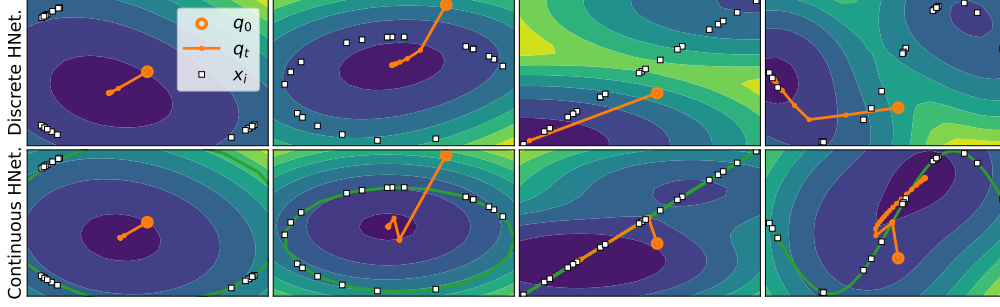 Discrete HNet.
q₀
qₜ
xᵢ
Continuous HNet.